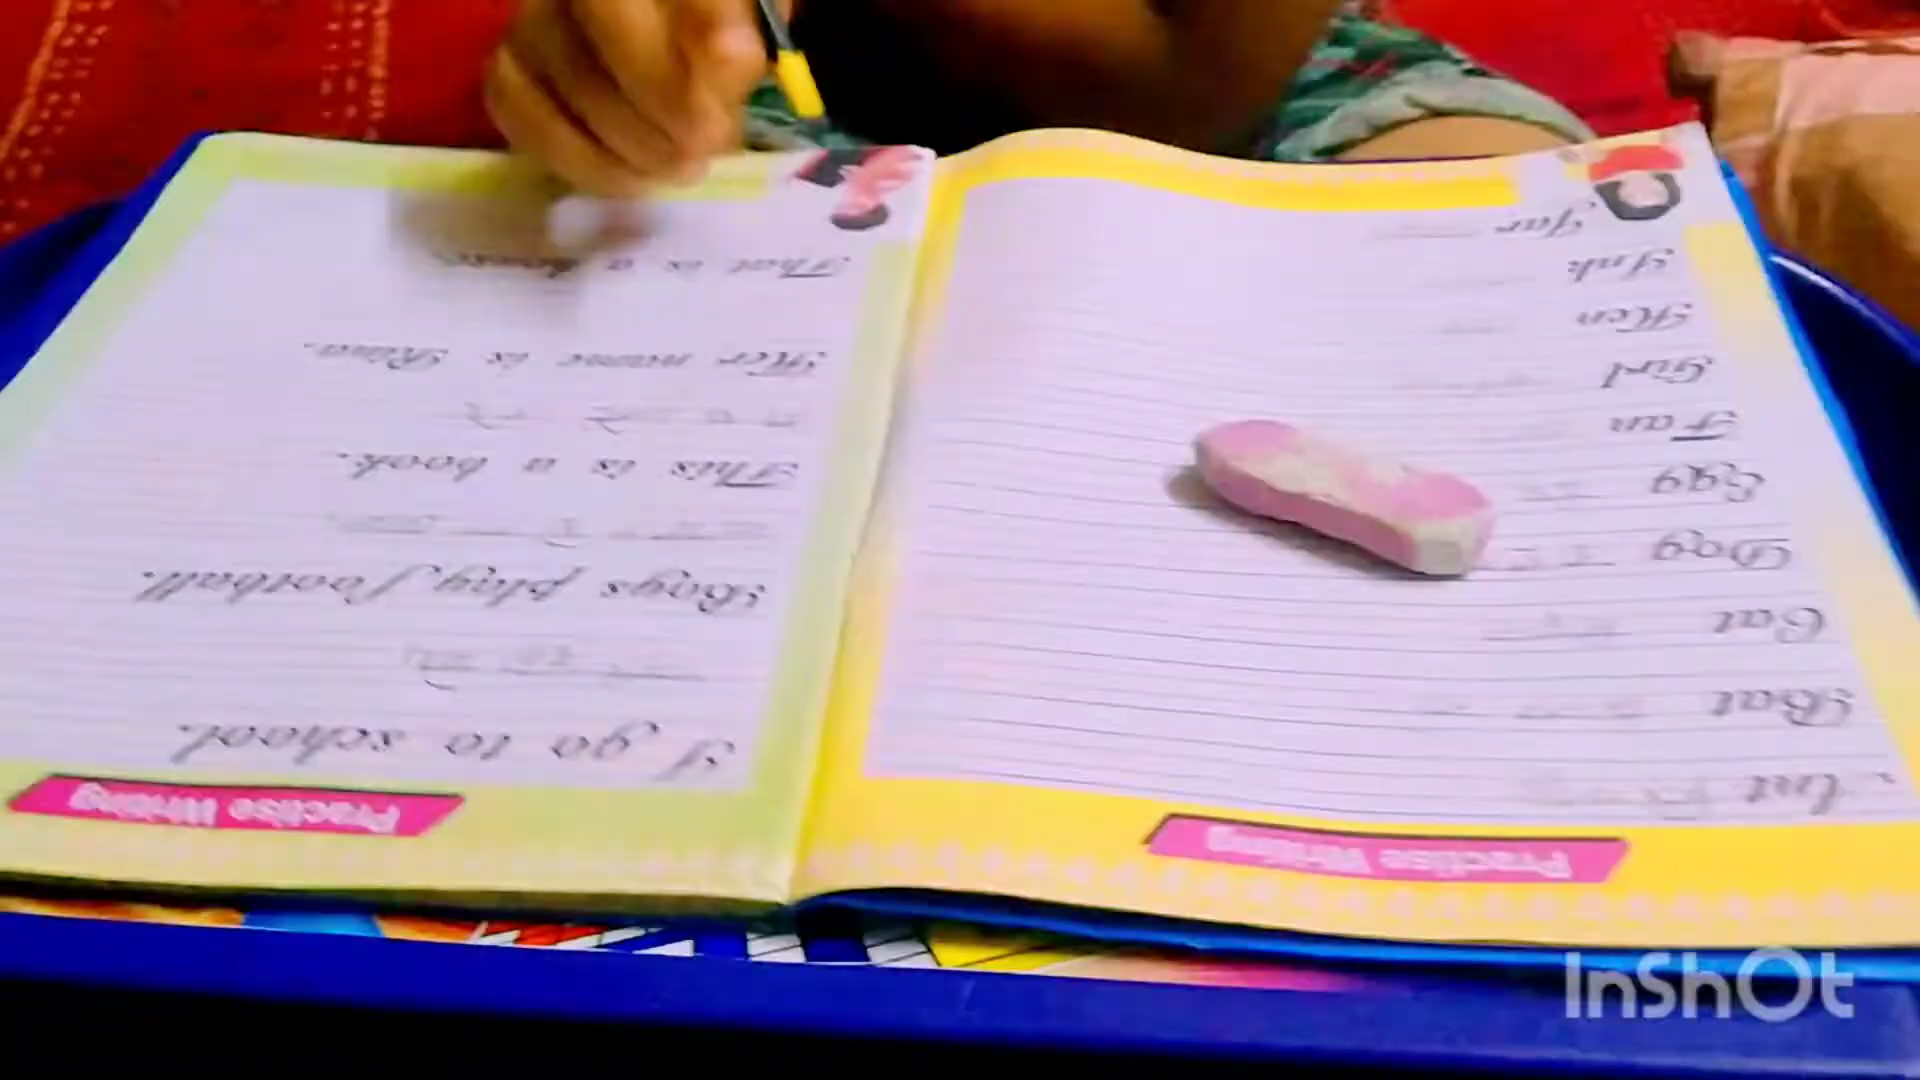 Practise Writing
Ant
Bat
Cat
Dog
Egg
Fan
Girl
Hen
Ink
Jar
Practise Writing
I go to school.
Boys play football.
This is a book.
Her name is Rina.
That is a house.
InShOt